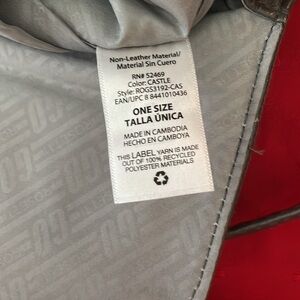 Non-Leather Material/
Material Sin Cuero
RN# 52469
Color: CASTLE
Style: ROGS3192-CAS
EAN/UPC 8 8441010436
ONE SIZE
TALLA ÚNICA
MADE IN CAMBODIA
HECHO EN CAMBOYA
THIS LABEL YARN IS MADE
OUT OF 100% RECYCLED
POLYESTER MATERIALS